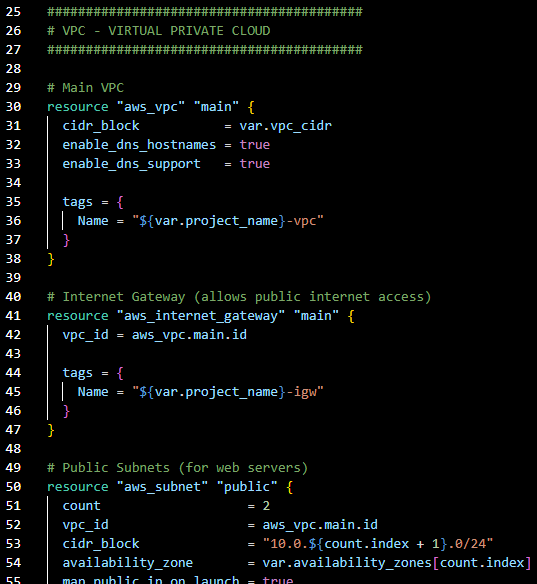 25 #########################################
26 # VPC - VIRTUAL PRIVATE CLOUD
27 #########################################
28
29 # Main VPC
30 resource "aws_vpc" "main" {
31   cidr_block           = var.vpc_cidr
32   enable_dns_hostnames = true
33   enable_dns_support   = true
34
35   tags = {
36     Name = "${var.project_name}-vpc"
37   }
38 }
39
40 # Internet Gateway (allows public internet access)
41 resource "aws_internet_gateway" "main" {
42   vpc_id = aws_vpc.main.id
43
44   tags = {
45     Name = "${var.project_name}-igw"
46   }
47 }
48
49 # Public Subnets (for web servers)
50 resource "aws_subnet" "public" {
51   count                   = 2
52   vpc_id                  = aws_vpc.main.id
53   cidr_block              = "10.0.${count.index + 1}.0/24"
54   availability_zone       = var.availability_zones[count.index]
55   map_public_ip_on_launch = true